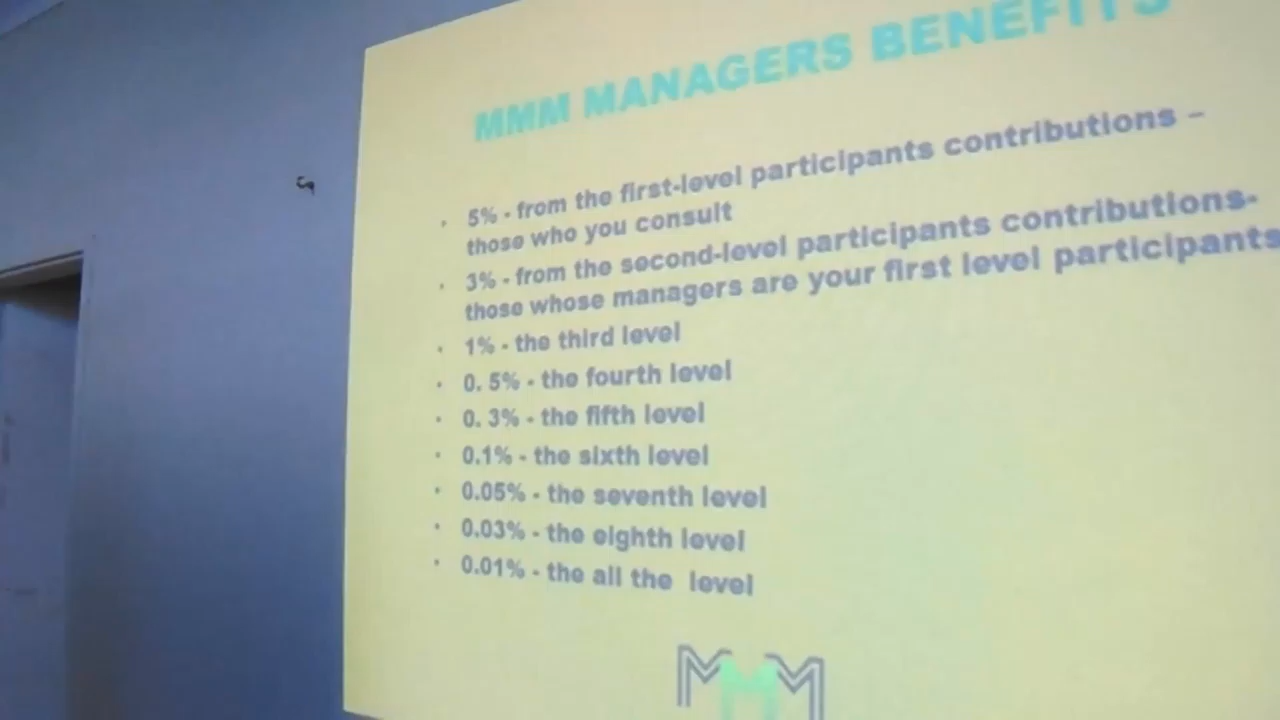 MMM MANAGERS BENEFITS
5% - from the first-level participants contributions –
those who you consult
3% - from the second-level participants contributions-
those whose managers are your first level participants
1% - the third level
0. 5% - the fourth level
0. 3% - the fifth level
0.1% - the sixth level
0.05% - the seventh level
0.03% - the eighth level
0.01% - the all the level
MMM